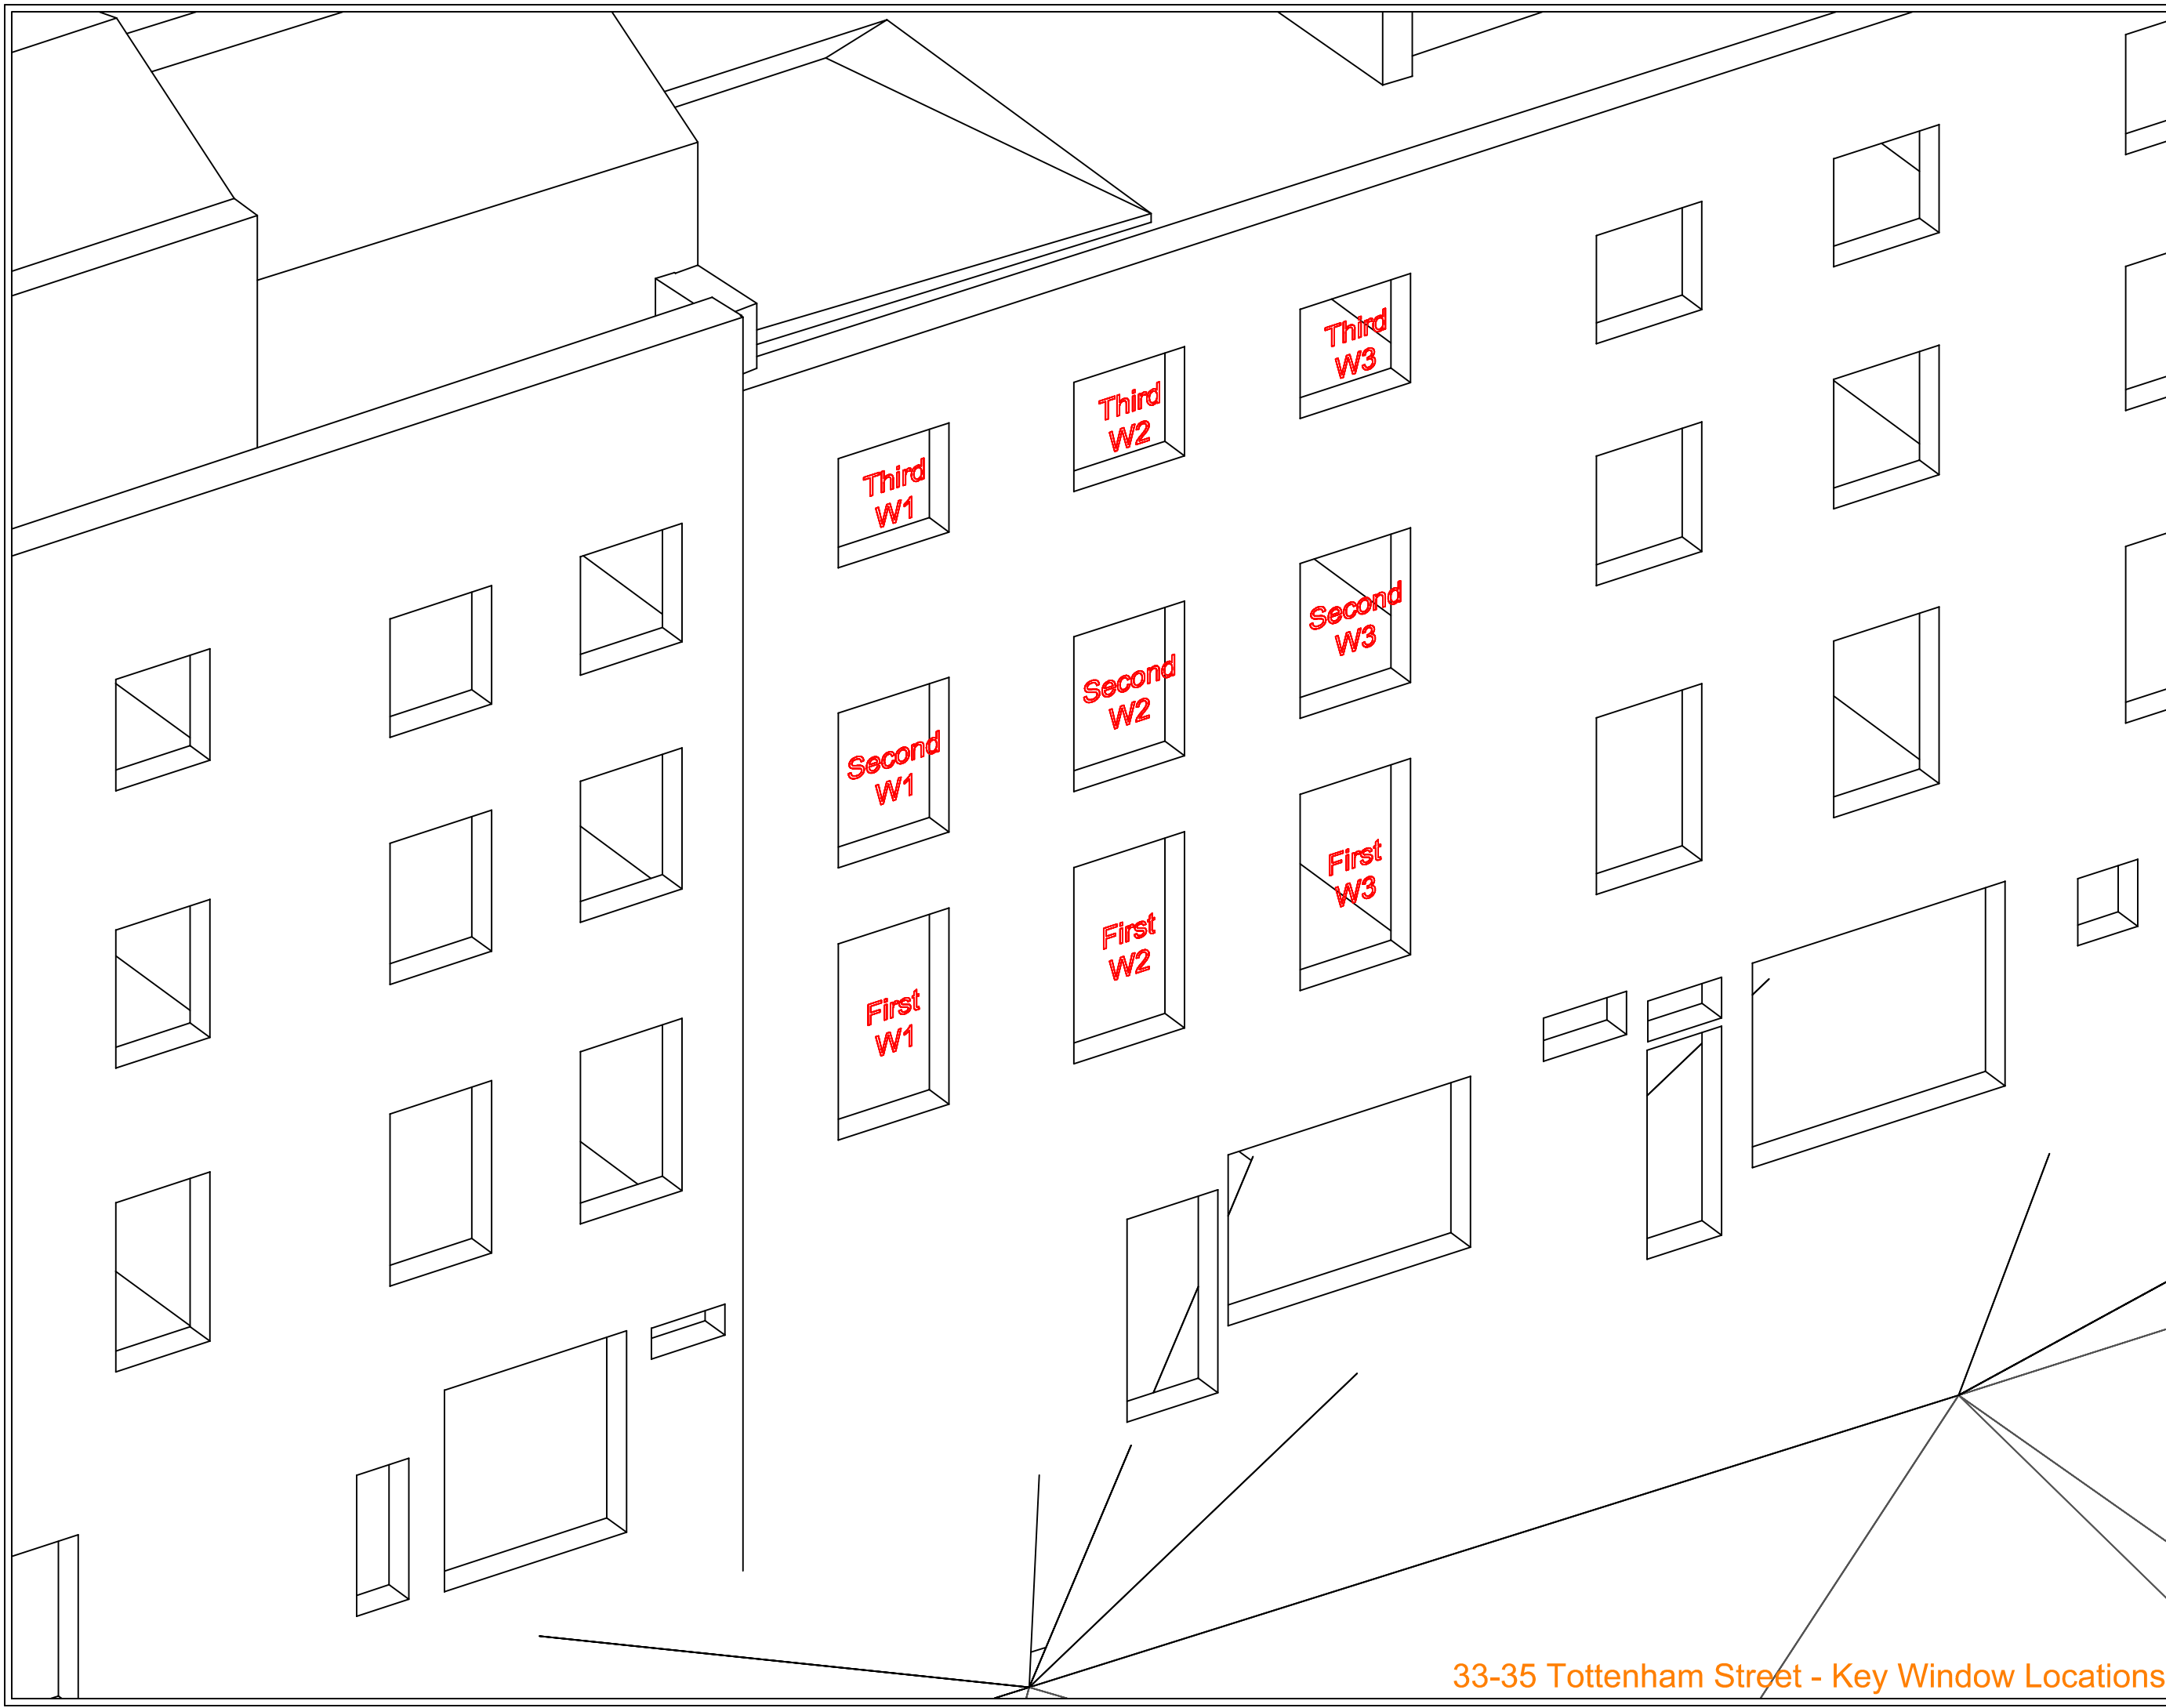 Third
W3
Third
W2
Third
W1
Second
W3
Second
W2
Second
W1
First
W3
First
W2
First
W1
33-35 Tottenham Street - Key Window Locations